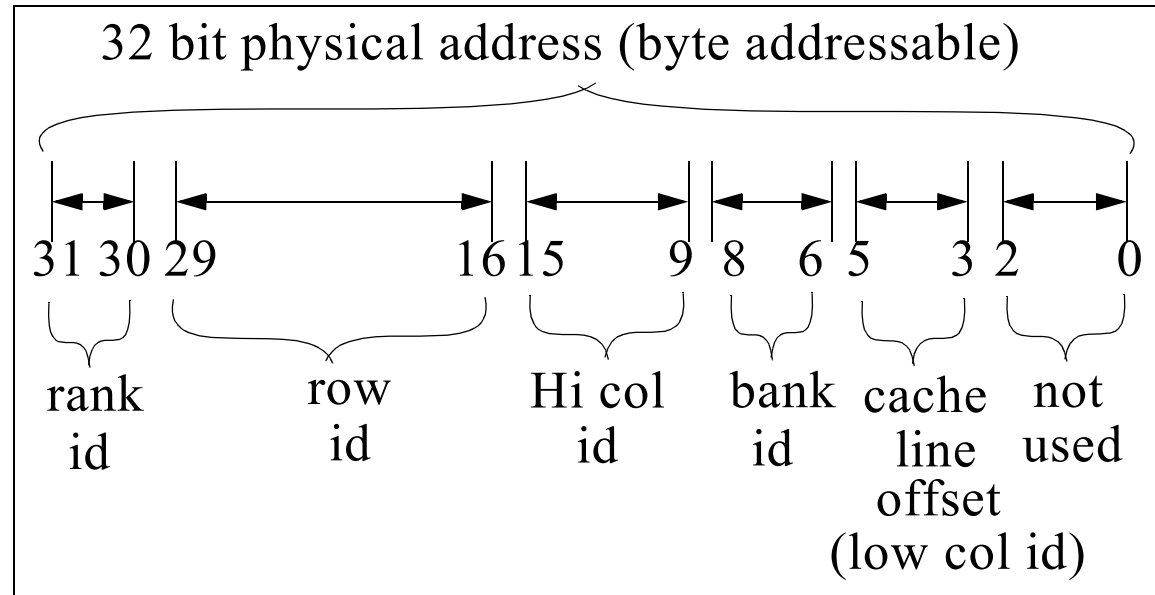 32 bit physical address (byte addressable)
31 30 29 16 15 9 8 6 5 3 2 0
rank row Hi col bank cache not
id id id id line used
offset
(low col id)